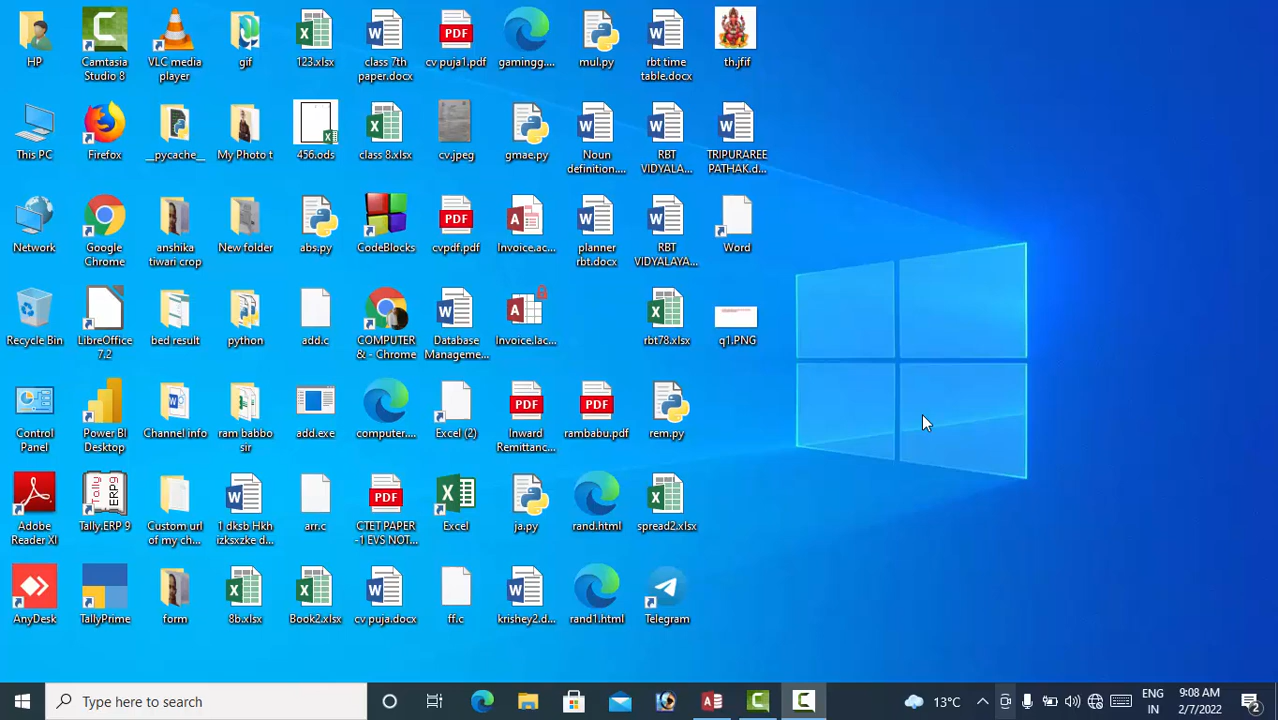 HP
Camtasia
Studio 8
VLC media
player
gif
123.xlsx
class 7th
paper.docx
PDF
cv puja1.pdf
gamingg....
mul.py
rbt time
table.docx
th.jfif
This PC
Firefox
__pycache__
My Photo t
456.ods
class 8.xlsx
cv.jpeg
gmae.py
Noun
definition....
RBT
VIDYALA...
TRIPURAREE
PATHAK.d...
Network
Google
Chrome
anshika
tiwari crop
New folder
abs.py
CodeBlocks
PDF
cvpdf.pdf
Invoice.ac...
planner
rbt.docx
RBT
VIDYALAYA...
Word
Recycle Bin
LibreOffice
7.2
bed result
python
add.c
COMPUTER
& - Chrome
Database
Manageme...
Invoice.lac...
rbt78.xlsx
q1.PNG
Control
Panel
Power BI
Desktop
Channel info
ram babbo
sir
add.exe
computer....
Excel (2)
PDF
Inward
Remittanc...
PDF
rambabu.pdf
rem.py
Adobe
Reader XI
Tally.ERP 9
Custom url
of my ch...
1 dksb Hkh
izksxzke d...
arr.c
PDF
CTET PAPER
-1 EVS NOT...
Excel
ja.py
rand.html
spread2.xlsx
AnyDesk
TallyPrime
form
8b.xlsx
Book2.xlsx
cv puja.docx
ff.c
krishey2.d...
rand1.html
Telegram
Type here to search
13°C
ENG
IN
9:08 AM
2/7/2022
2